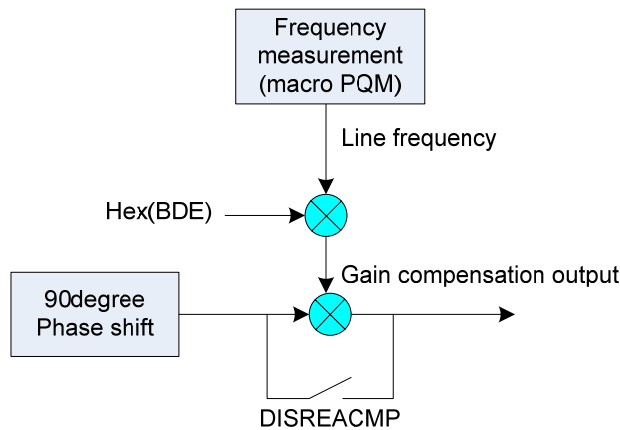 Frequency
measurement
(macro PQM)
Line frequency
Hex(BDE)
Gain compensation output
90degree
Phase shift
DISREACMP